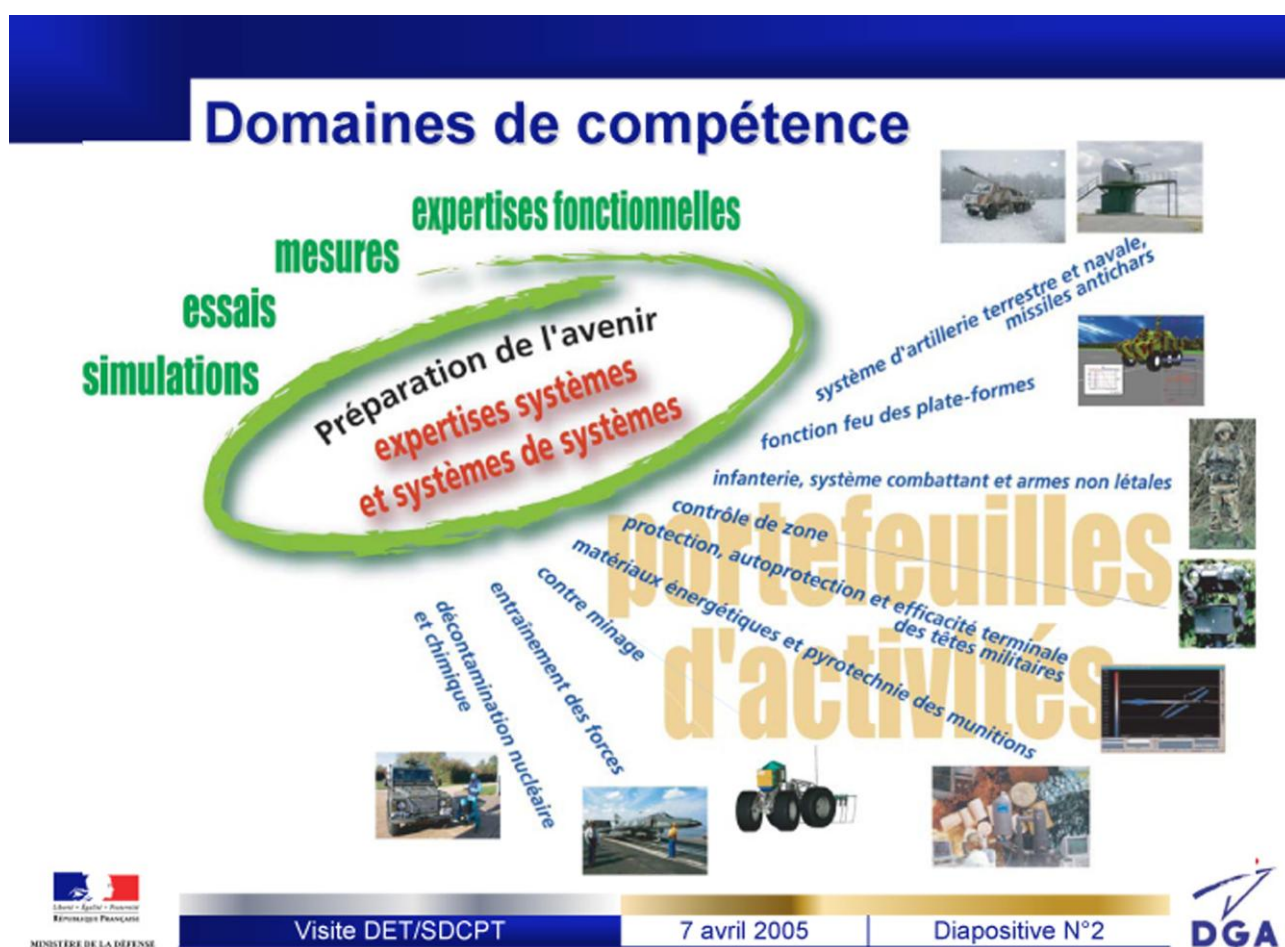 Domaines de compétence
expertises fonctionnelles
mesures
essais
simulations
Préparation de l'avenir
expertises systèmes
et systèmes de systèmes
système d'artillerie terrestre et navale,
missiles antichars
fonction feu des plate-formes
infanterie, système combattant et armes non létales
contrôle de zone
protection, autoprotection et efficacité terminale
des têtes militaires
matériaux énergétiques et pyrotechnie des munitions
contre minage
entraînement des forces
décontamination nucléaire
et chimique
portefeuilles
d'activités
Liberté • Égalité • Fraternité
RÉPUBLIQUE FRANÇAISE
MINISTÈRE DE LA DÉFENSE
Visite DET/SDCPT
7 avril 2005
Diapositive N°2
DGA